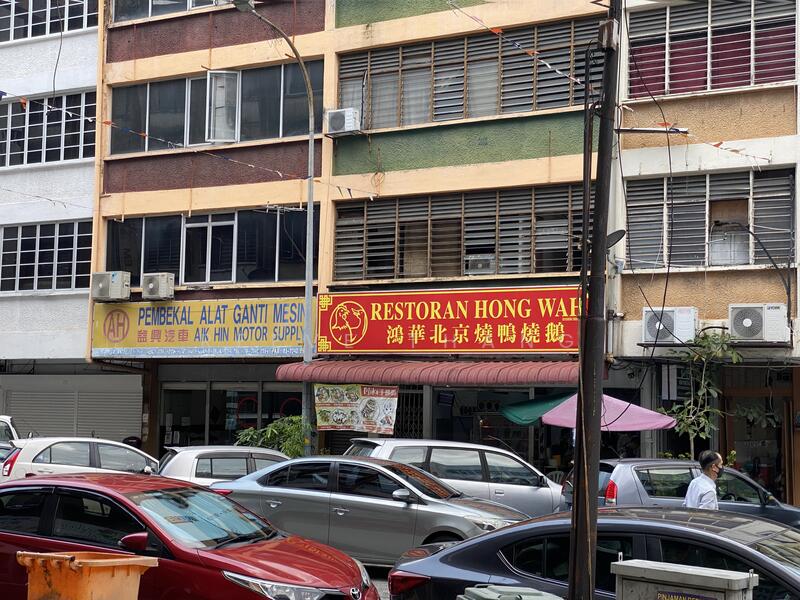 PEMBEKAL ALAT GANTI MESIN
AH
益興汽車 AIK HIN MOTOR SUPPLY
RESTORAN HONG WAH
鴻華北京燒鴨燒鵝